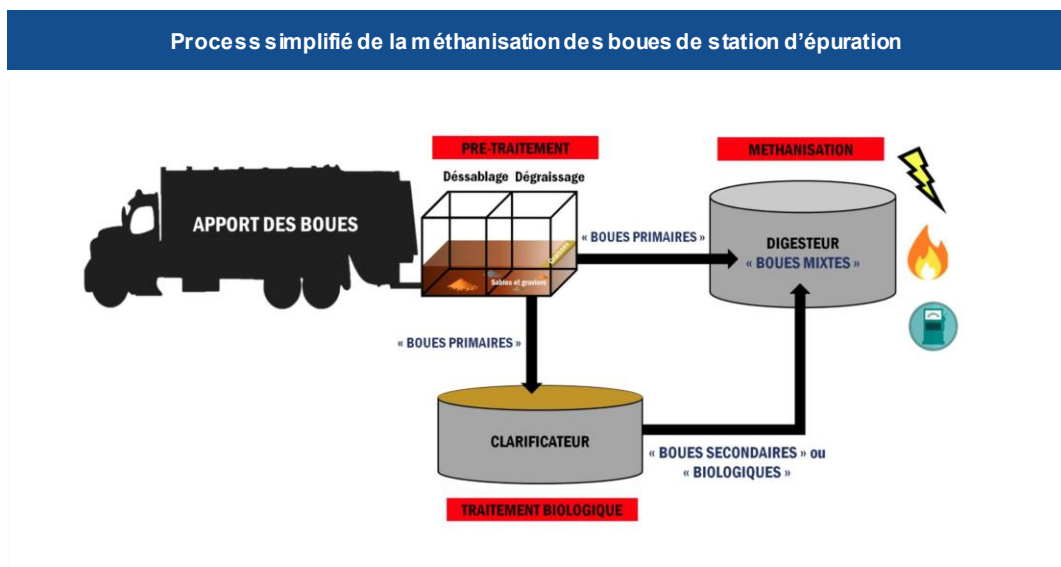 Process simplifié de la méthanisation des boues de station d'épuration
PRE-TRAITEMENT
METHANISATION
Déssablage Dégraissage
APPORT DES BOUES
« BOUES PRIMAIRES »
DIGESTEUR
« BOUES MIXTES »
Sables et graviers
« BOUES PRIMAIRES »
CLARIFICATEUR
« BOUES SECONDAIRES » ou
« BIOLOGIQUES »
TRAITEMENT BIOLOGIQUE